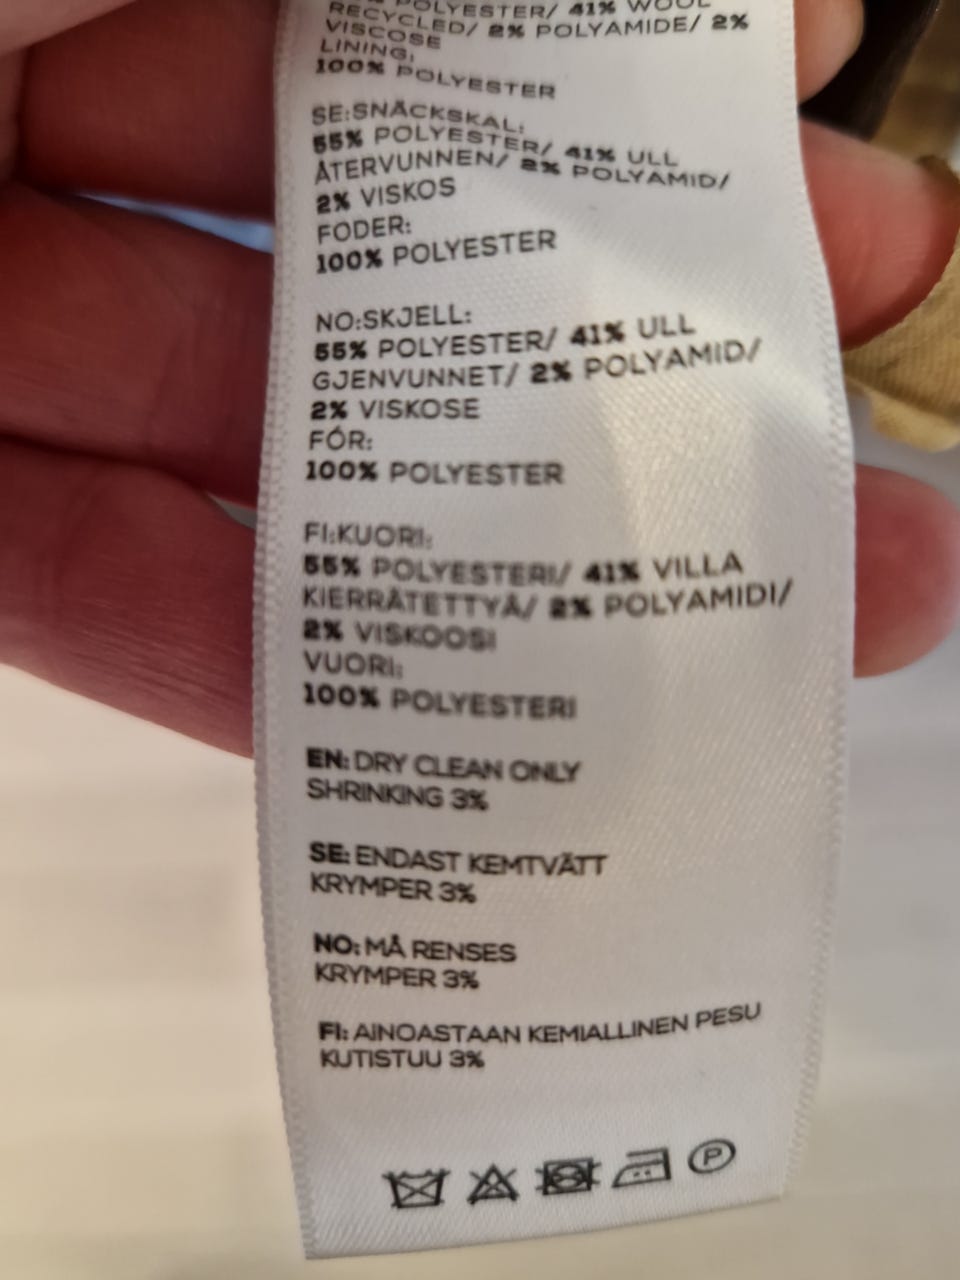 POLYESTER/ 41% WOOL
RECYCLED/ 2% POLYAMIDE/ 2%
VISCOSE
LINING:
100% POLYESTER
SE:SNÄCKSKAL:
55% POLYESTER/ 41% ULL
ÅTERVUNNEN/ 2% POLYAMID/
2% VISKOS
FODER:
100% POLYESTER
NO:SKJELL:
55% POLYESTER/ 41% ULL
GJENVUNNET/ 2% POLYAMID/
2% VISKOSE
FÓR:
100% POLYESTER
FI:KUORI:
55% POLYESTERI/ 41% VILLA
KIERRÄTETTYÄ/ 2% POLYAMIDI/
2% VISKOOSI
VUORI:
100% POLYESTERI
EN: DRY CLEAN ONLY
SHRINKING 3%
SE: ENDAST KEMTVÄTT
KRYMPER 3%
NO: MÅ RENSES
KRYMPER 3%
FI: AINOASTAAN KEMIALLINEN PESU
KUTISTUU 3%
P